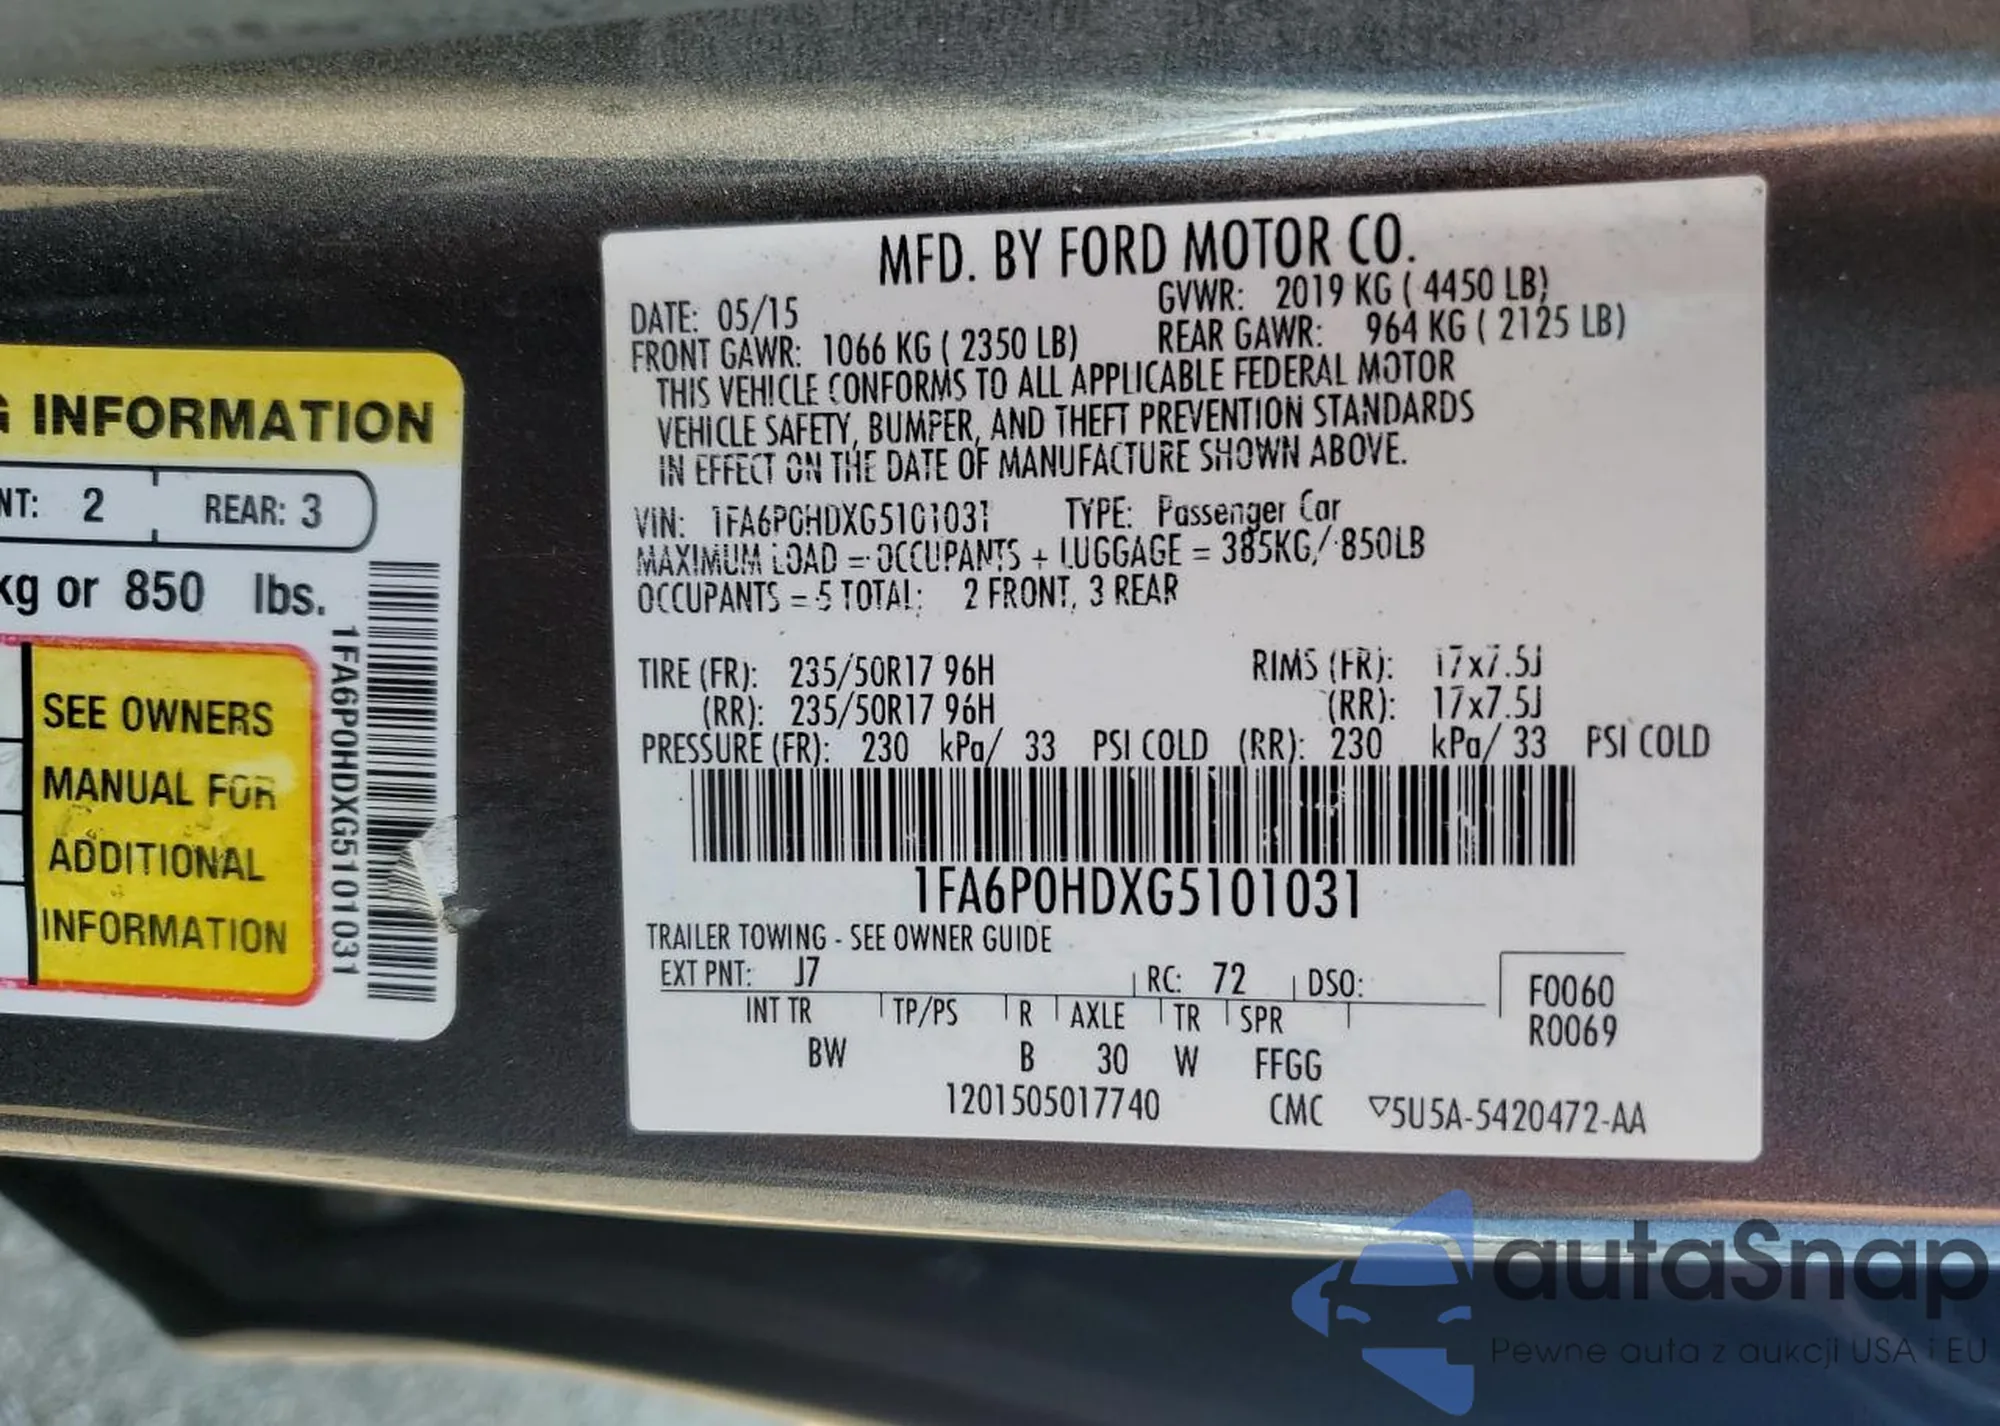 G INFORMATION
NT: 2 REAR: 3
kg or 850 lbs.
SEE OWNERS
MANUAL FOR
ADDITIONAL
INFORMATION
1FA6P0HDXG5101031
MFD. BY FORD MOTOR CO.
DATE: 05/15 GVWR: 2019 KG ( 4450 LB)
FRONT GAWR: 1066 KG ( 2350 LB) REAR GAWR: 964 KG ( 2125 LB)
THIS VEHICLE CONFORMS TO ALL APPLICABLE FEDERAL MOTOR
VEHICLE SAFETY, BUMPER, AND THEFT PREVENTION STANDARDS
IN EFFECT ON THE DATE OF MANUFACTURE SHOWN ABOVE.
VIN: 1FA6P0HDXG5101031 TYPE: Passenger Car
MAXIMUM LOAD = OCCUPANTS + LUGGAGE = 385KG/ 850LB
OCCUPANTS = 5 TOTAL: 2 FRONT, 3 REAR
TIRE (FR): 235/50R17 96H RIMS (FR): 17x7.5J
(RR): 235/50R17 96H (RR): 17x7.5J
PRESSURE (FR): 230 kPa/ 33 PSI COLD (RR): 230 kPa/ 33 PSI COLD
1FA6P0HDXG5101031
TRAILER TOWING - SEE OWNER GUIDE
EXT PNT: J7 RC: 72 DSO: F0060
INT TR TP/PS R AXLE TR SPR R0069
BW B 30 W FFGG
1201505017740 CMC ▽5U5A-5420472-AA
autaSnap
Pewne auta z aukcji USA i EU